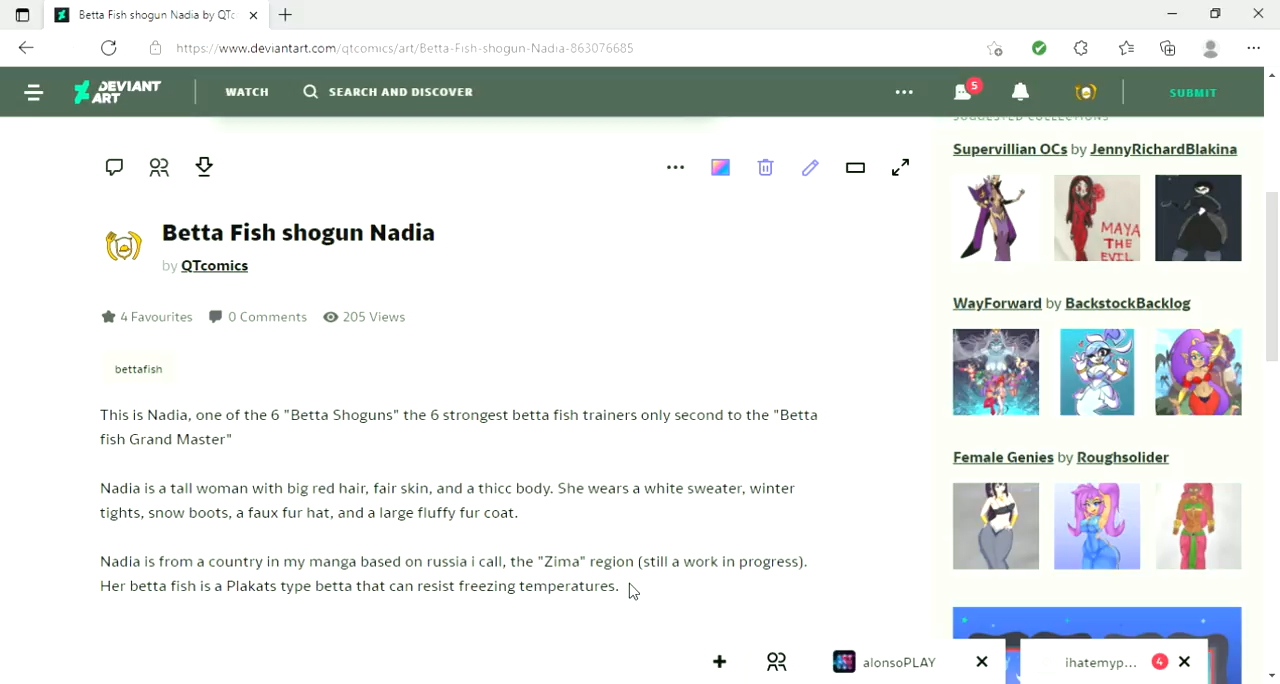 Betta Fish shogun Nadia by QTc
https://www.deviantart.com/qtcomics/art/Betta-Fish-shogun-Nadia-863076685
DEVIANT ART
WATCH
SEARCH AND DISCOVER
5
SUBMIT
SUGGESTED COLLECTIONS
Supervillian OCs by JennyRichardBlakina
MAYA
THE
EVIL
Betta Fish shogun Nadia
by QTcomics
4 Favourites 0 Comments 205 Views
WayForward by BackstockBacklog
bettafish
This is Nadia, one of the 6 "Betta Shoguns" the 6 strongest betta fish trainers only second to the "Betta
fish Grand Master"
Female Genies by Roughsolider
Nadia is a tall woman with big red hair, fair skin, and a thicc body. She wears a white sweater, winter
tights, snow boots, a faux fur hat, and a large fluffy fur coat.
Nadia is from a country in my manga based on russia i call, the "Zima" region (still a work in progress).
Her betta fish is a Plakats type betta that can resist freezing temperatures.
alonsoPLAY
ihatemyp...
4